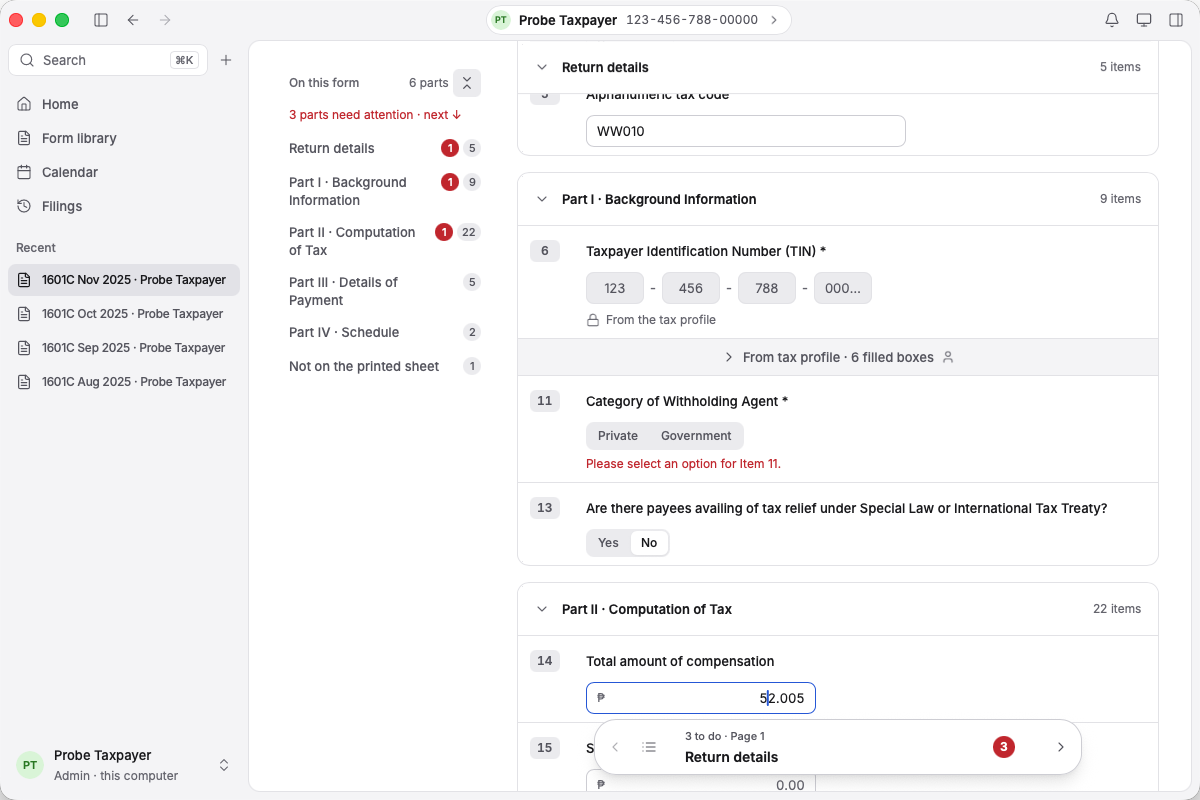 PT Probe Taxpayer 123-456-788-00000
Search ⌘K
Home
Form library
Calendar
Filings
Recent
1601C Nov 2025 · Probe Taxpayer
1601C Oct 2025 · Probe Taxpayer
1601C Sep 2025 · Probe Taxpayer
1601C Aug 2025 · Probe Taxpayer
PT Probe Taxpayer
Admin · this computer
On this form 6 parts
3 parts need attention · next ↓
Return details 1 5
Part I · Background
Information 1 9
Part II · Computation
of Tax 1 22
Part III · Details of
Payment 5
Part IV · Schedule 2
Not on the printed sheet 1
Return details 5 items
5 Alphanumeric tax code
WW010
Part I · Background Information 9 items
6 Taxpayer Identification Number (TIN) *
123 - 456 - 788 - 000...
From the tax profile
From tax profile · 6 filled boxes
11 Category of Withholding Agent *
Private Government
Please select an option for Item 11.
13 Are there payees availing of tax relief under Special Law or International Tax Treaty?
Yes No
Part II · Computation of Tax 22 items
14 Total amount of compensation
₱ 52.005
15 S
₱ 0.00
3 to do · Page 1
Return details
3